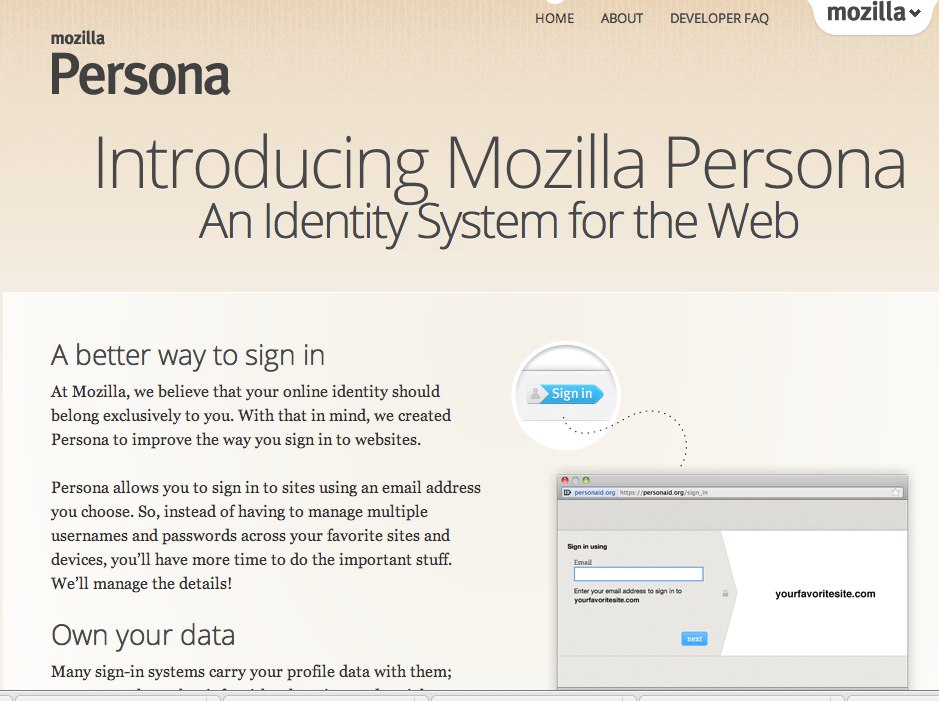 HOME ABOUT DEVELOPER FAQ
mozilla
mozilla
Persona
Introducing Mozilla Persona
An Identity System for the Web
A better way to sign in
At Mozilla, we believe that your online identity should
belong exclusively to you. With that in mind, we created
Persona to improve the way you sign in to websites.
Persona allows you to sign in to sites using an email address
you choose. So, instead of having to manage multiple
usernames and passwords across your favorite sites and
devices, you'll have more time to do the important stuff.
We'll manage the details!
Own your data
Many sign-in systems carry your profile data with them;
Sign in
personaid.org https://personaid.org/sign_in
Sign in using
Email
Enter your email address to sign in to
yourfavoritesite.com
next
yourfavoritesite.com